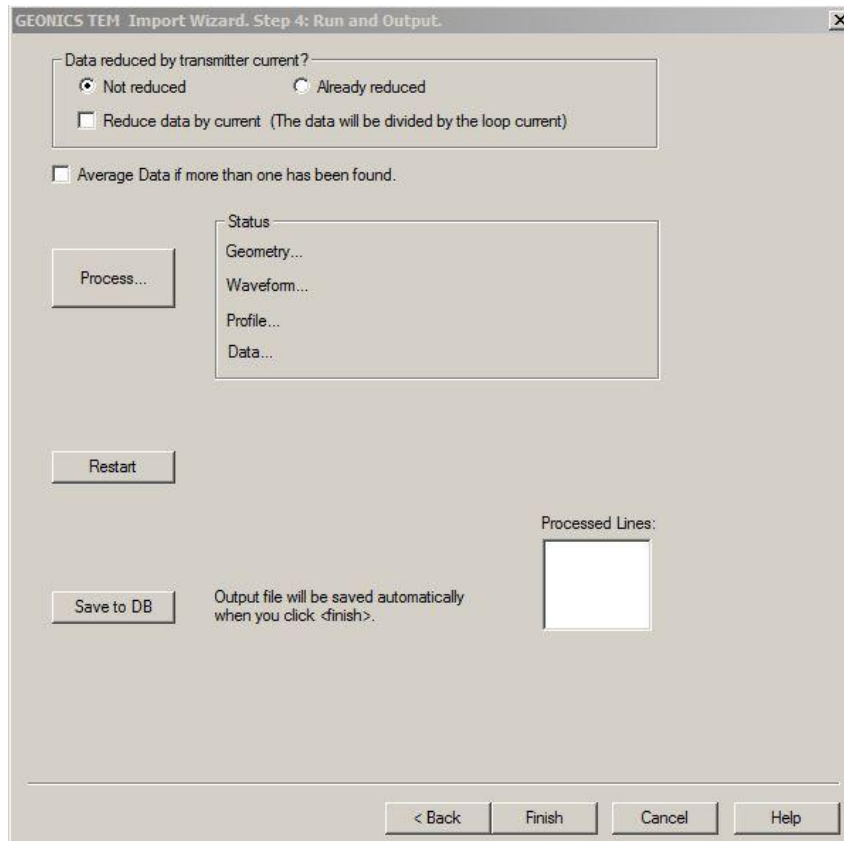 GEONICS TEM Import Wizard. Step 4: Run and Output.
Data reduced by transmitter current?
Not reduced
Already reduced
Reduce data by current (The data will be divided by the loop current)
Average Data if more than one has been found.
Status
Process...
Geometry...
Waveform...
Profile...
Data...
Restart
Processed Lines:
Save to DB
Output file will be saved automatically
when you click <finish>.
< Back
Finish
Cancel
Help